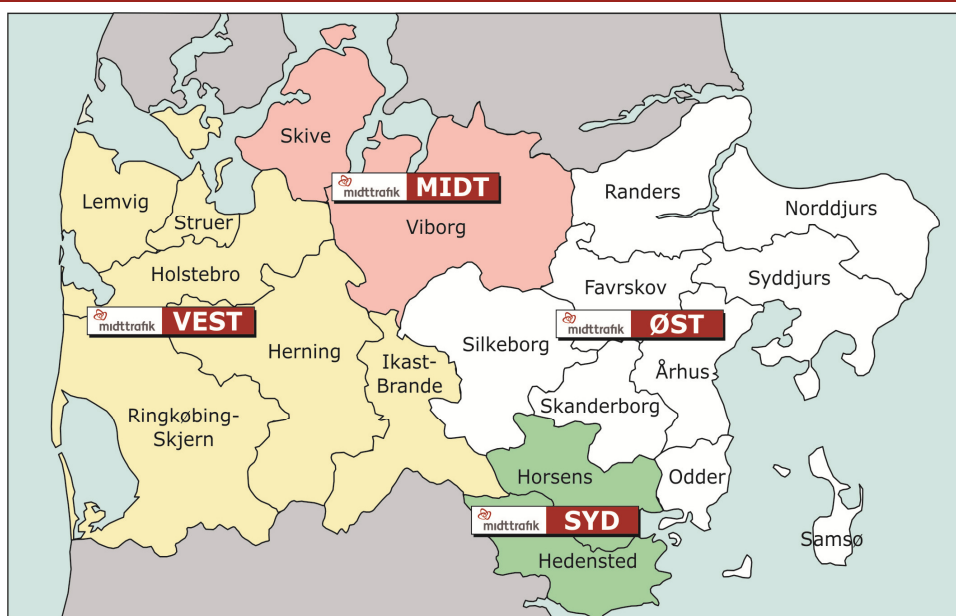 Skive
midttrafik MIDT
Randers
Lemvig
Norddjurs
Struer
Viborg
Holstebro
Syddjurs
Favrskov
midttrafik VEST
midttrafik ØST
Silkeborg
Herning
Ikast-
Brande
Århus
Skanderborg
Ringkøbing-
Skjern
Horsens
Odder
midttrafik SYD
Samsø
Hedensted